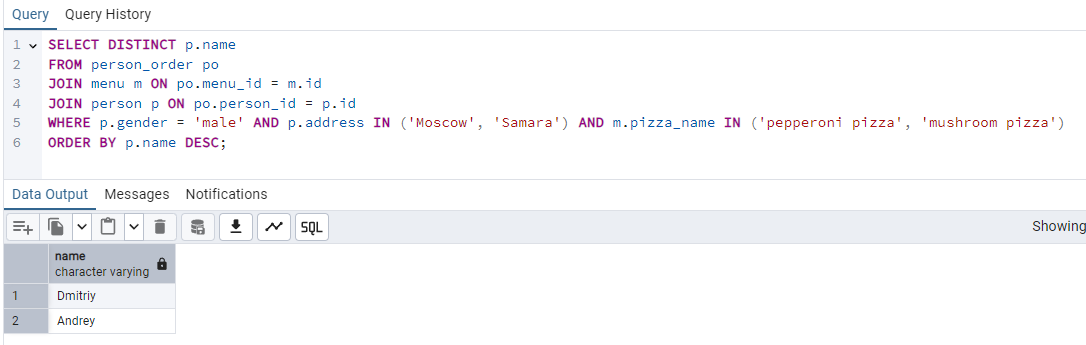 Query Query History
1 SELECT DISTINCT p.name
2 FROM person_order po
3 JOIN menu m ON po.menu_id = m.id
4 JOIN person p ON po.person_id = p.id
5 WHERE p.gender = 'male' AND p.address IN ('Moscow', 'Samara') AND m.pizza_name IN ('pepperoni pizza', 'mushroom pizza')
6 ORDER BY p.name DESC;
Data Output Messages Notifications
SQL Showing
name
character varying
1 Dmitriy
2 Andrey